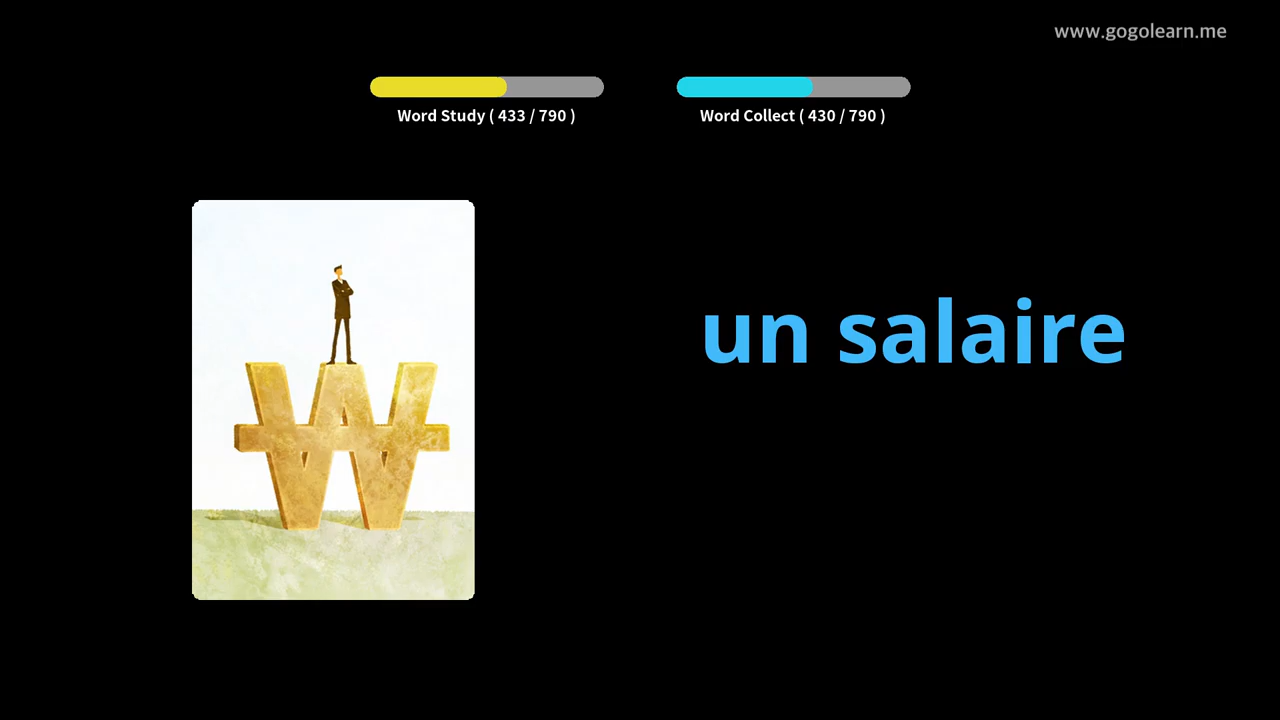 www.gogolearn.me
Word Study ( 433 / 790 )
Word Collect ( 430 / 790 )
un salaire
₩